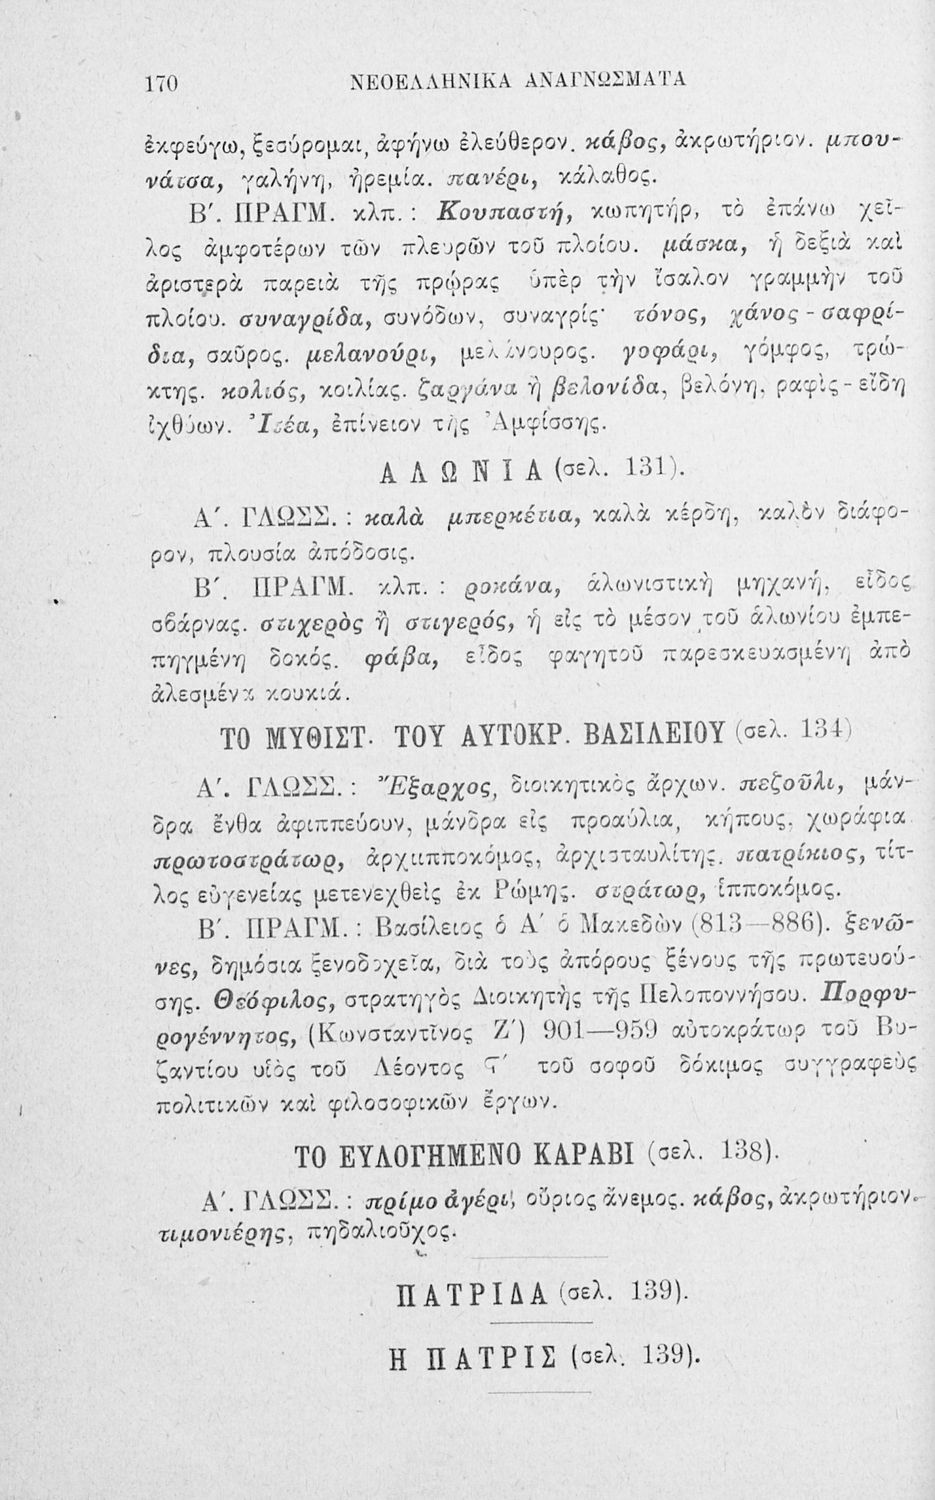 170 ΝΕΟΕΛΛΗΝΙΚΑ ΑΝΑΓΝΩΣΜΑΤΑ
ἐκφεύγω, ξεσύρομαι, ἀφήνω ἐλεύθερον. κάβος, ἀκρωτήριον. μπου-
νάτσα, γαλήνη, ἠρεμία. πανέρι, κάλαθος.
Β΄. ΠΡΑΓΜ. κλπ. : Κουπαστή, κωπητήρ, τὸ ἐπάνω χεῖ-
λος ἀμφοτέρων τῶν πλευρῶν τοῦ πλοίου. μάσκα, ἡ δεξιὰ καὶ
ἀριστερὰ παρειὰ τῆς πρῴρας ὑπὲρ τὴν ἴσαλον γραμμὴν τοῦ
πλοίου. συναγρίδα, συνόδων, συναγρίς· τόνος, χάνος - σαφρί-
δια, σαῦρος. μελανούρι, μελάνουρος. γοφάρι, γόμφος, τρώ-
κτης. κολιός, κοιλίας. ζαργάνα ἢ βελονίδα, βελόνη, ραφὶς - εἴδη
ἰχθύων. Ἰτέα, ἐπίνειον τῆς Ἀμφίσσης.
ΑΛΩΝΙΑ (σελ. 131).
Α΄. ΓΛΩΣΣ. : καλὰ μπερκέτια, καλὰ κέρδη, καλὸν διάφο-
ρον, πλουσία ἀπόδοσις.
Β΄. ΠΡΑΓΜ. κλπ. : ροκάνα, ἁλωνιστικὴ μηχανή, εἶδος
σβάρνας. στιχερὸς ἢ στιγερός, ἡ εἰς τὸ μέσον τοῦ ἁλωνίου ἐμπε-
πηγμένη δοκός. φάβα, εἶδος φαγητοῦ παρεσκευασμένη ἀπὸ
ἀλεσμένα κουκιά.
ΤΟ ΜΥΘΙΣΤ. ΤΟΥ ΑΥΤΟΚΡ. ΒΑΣΙΛΕΙΟΥ (σελ. 134)
Α΄. ΓΛΩΣΣ. : Ἔξαρχος, διοικητικὸς ἄρχων. πεζοῦλι, μάν-
δρα ἔνθα ἀφιππεύουν, μάνδρα εἰς προαύλια, κήπους, χωράφια.
πρωτοστράτωρ, ἀρχιιπποκόμος, ἀρχισταυλίτης. πατρίκιος, τίτ-
λος εὐγενείας μετενεχθεὶς ἐκ Ρώμης. στράτωρ, ἱπποκόμος.
Β΄. ΠΡΑΓΜ. : Βασίλειος ὁ Α΄ ὁ Μακεδὼν (813—886). ξενῶ-
νες, δημόσια ξενοδοχεῖα, διὰ τοὺς ἀπόρους ξένους τῆς πρωτευού-
σης. Θεόφιλος, στρατηγὸς Διοικητὴς τῆς Πελοποννήσου. Πορφυ-
ρογέννητος, (Κωνσταντῖνος Ζ΄) 901—959 αὐτοκράτωρ τοῦ Βυ-
ζαντίου υἱὸς τοῦ Λέοντος Ϛ΄ τοῦ σοφοῦ δόκιμος συγγραφεὺς
πολιτικῶν καὶ φιλοσοφικῶν ἔργων.
ΤΟ ΕΥΛΟΓΗΜΕΝΟ ΚΑΡΑΒΙ (σελ. 138).
Α΄. ΓΛΩΣΣ. : πρίμο ἀγέρι, οὔριος ἄνεμος. κάβος, ἀκρωτήριον.
τιμονιέρης, πηδαλιοῦχος.
ΠΑΤΡΙΔΑ (σελ. 139).
Η ΠΑΤΡΙΣ (σελ. 139).